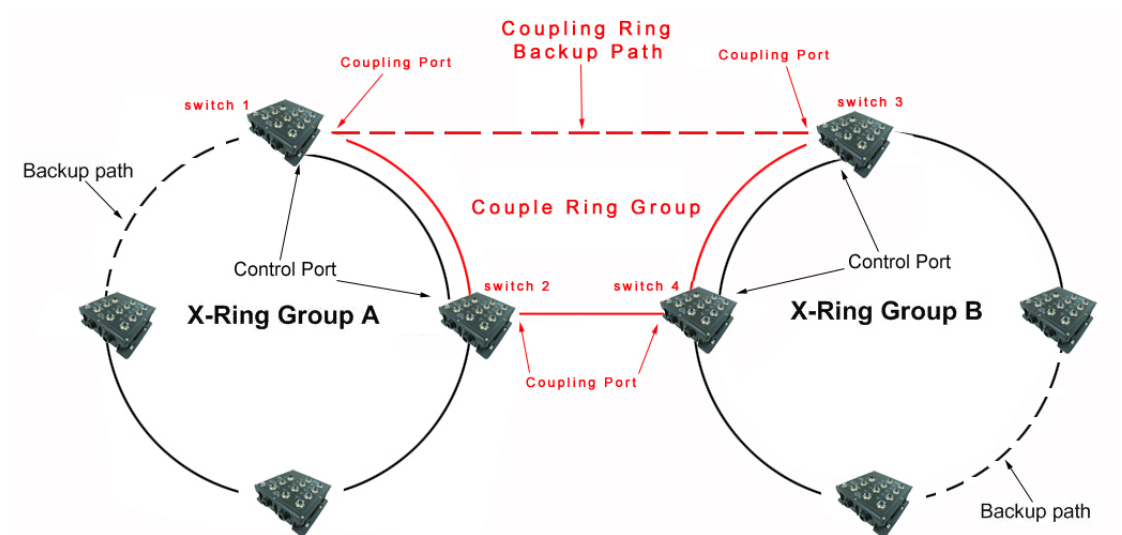 Coupling Ring
Backup Path
Coupling Port
Coupling Port
switch 1
switch 3
Backup path
Couple Ring Group
Control Port
Control Port
switch 2
switch 4
X-Ring Group A
X-Ring Group B
Coupling Port
Backup path